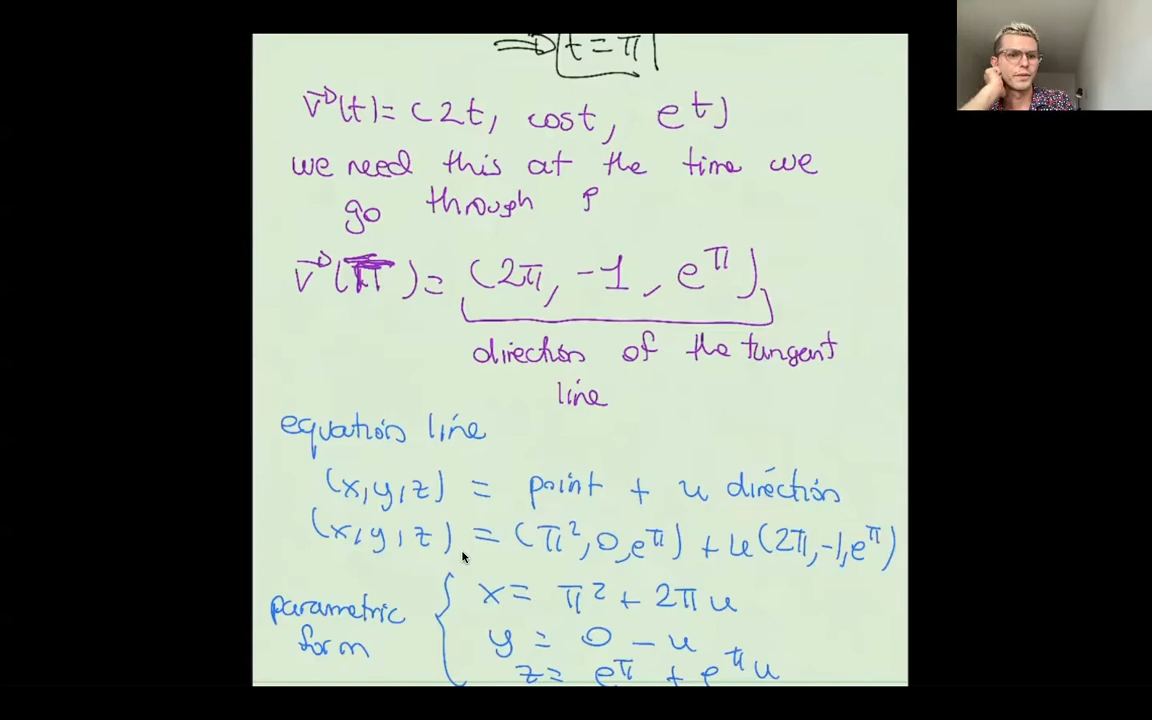 ⇒ t = π
v⃗(t) = (2t, cost, e^t)
we need this at the time we
go through P
v⃗(π) = (2π, -1, e^π)
direction of the tangent
line
equation line
(x, y, z) = point + u direction
(x, y, z) = (π², 0, e^π) + u(2π, -1, e^π)
parametric form
x = π² + 2π u
y = 0 - u
z = e^π + e^π u